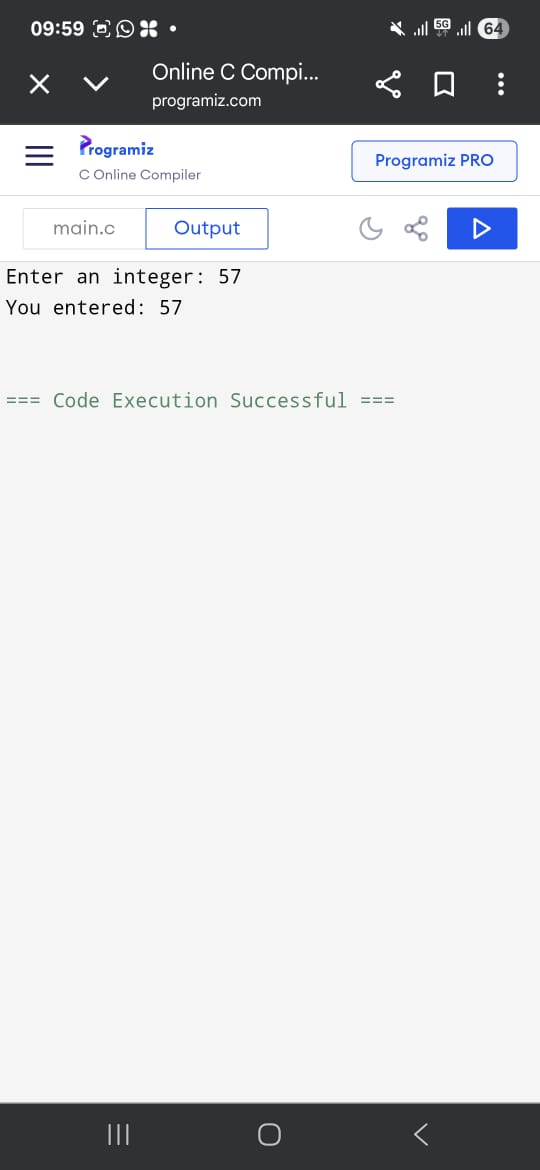 09:59
5G
64
Online C Compi...
programiz.com
Programiz
C Online Compiler
Programiz PRO
main.c
Output
Enter an integer: 57
You entered: 57
=== Code Execution Successful ===